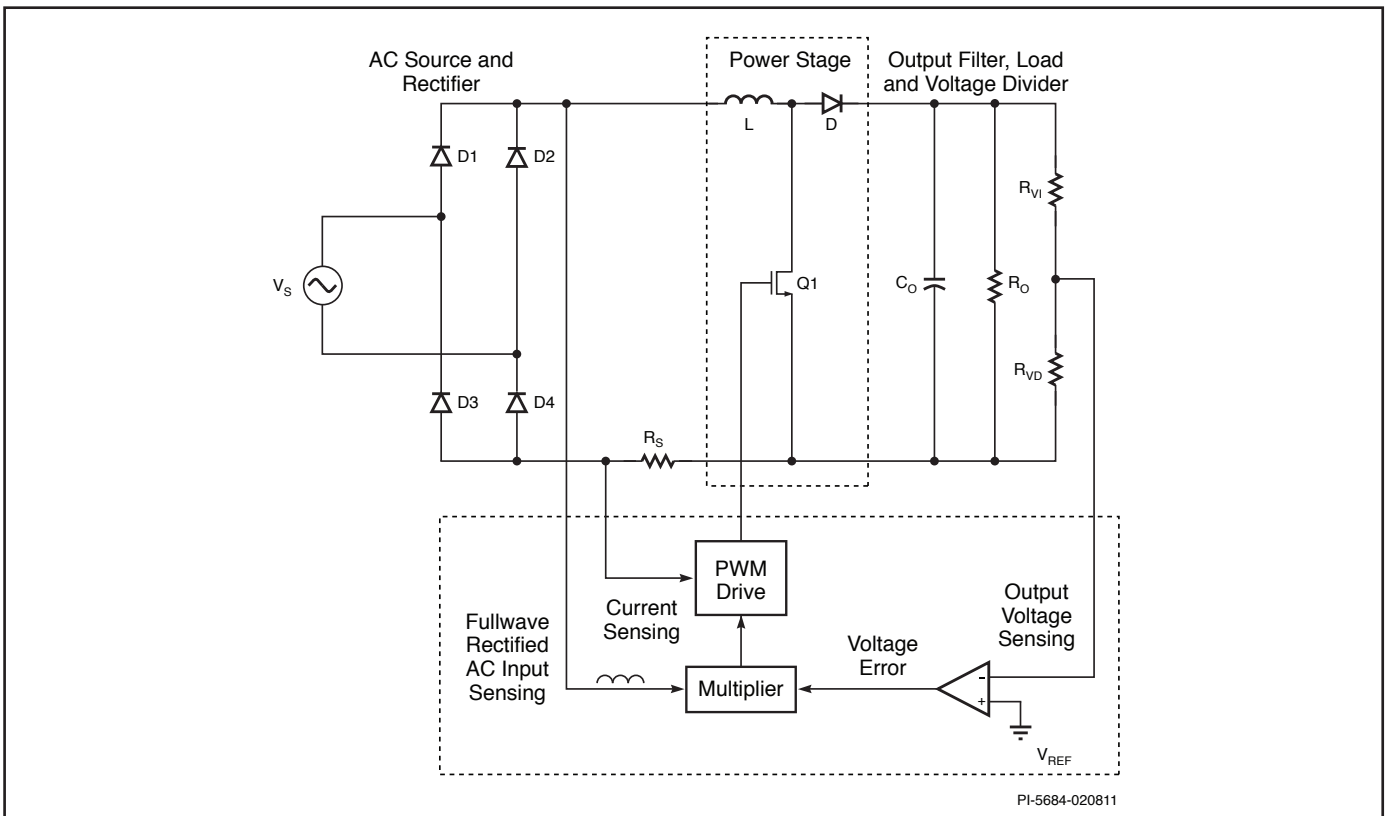 AC Source and
Rectifier
Power Stage
Output Filter, Load
and Voltage Divider
L
D
D1
D2
R_VI
V_S
Q1
C_O
R_O
R_VD
D3
D4
R_S
PWM
Drive
Current
Sensing
Output
Voltage
Sensing
Fullwave
Rectified
AC Input
Sensing
Voltage
Error
Multiplier
-
+
V_REF
PI-5684-020811